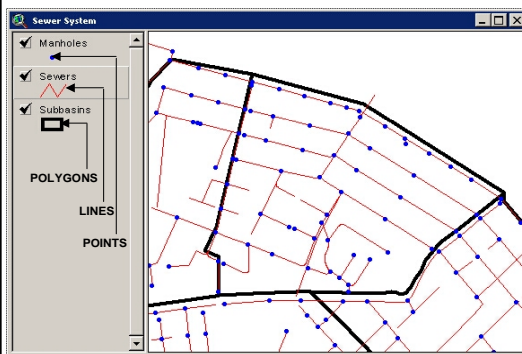 Sewer System
Manholes
Sewers
Subbasins
POLYGONS
LINES
POINTS